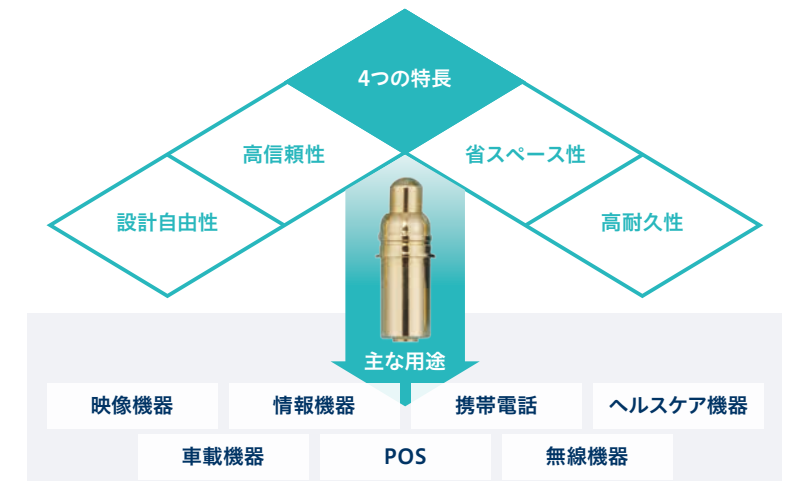 4つの特長
高信頼性
省スペース性
設計自由性
高耐久性
主な用途
映像機器
情報機器
携帯電話
ヘルスケア機器
車載機器
POS
無線機器